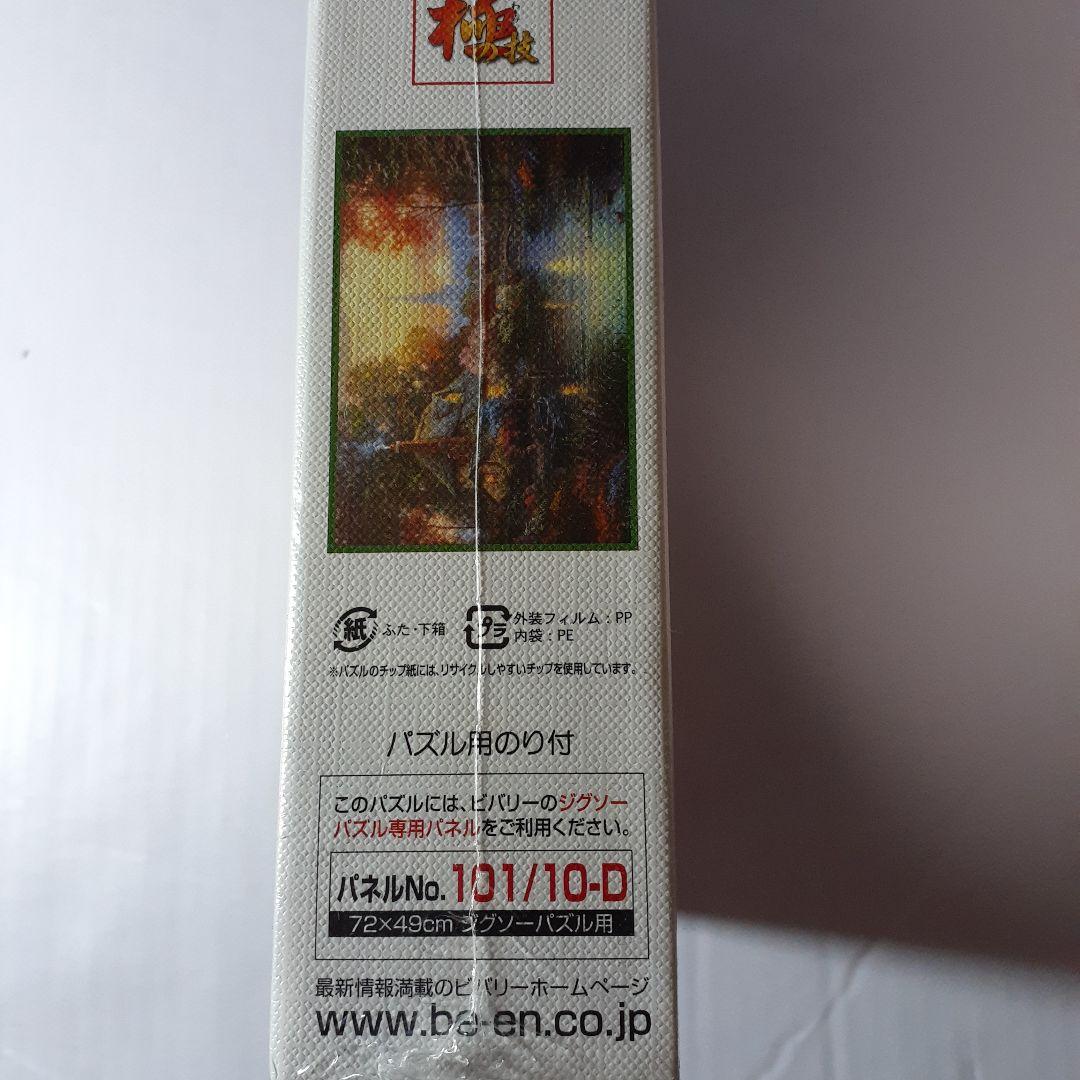 極の技
紙 ふた・下箱
プラ 外装フィルム：PP
内袋：PE
※パズルのチップ紙には、リサイクルしやすいチップを使用しています。
パズル用のり付
このパズルには、ビバリーのジグソー
パズル専用パネルをご利用ください。
パネルNo.101/10-D
72×49cm ジグソーパズル用
最新情報満載のビバリーホームページ
www.be-en.co.jp